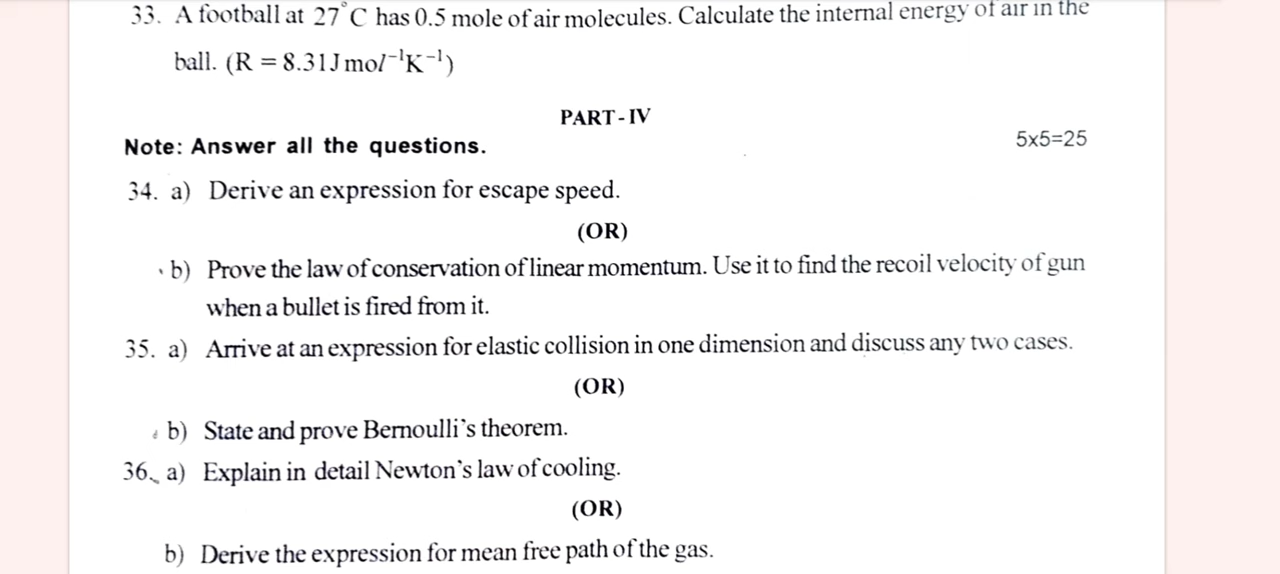 33. A football at 27°C has 0.5 mole of air molecules. Calculate the internal energy of air in the
ball. (R = 8.31J mol⁻¹K⁻¹)
PART - IV
Note: Answer all the questions.
5x5=25
34. a) Derive an expression for escape speed.
(OR)
b) Prove the law of conservation of linear momentum. Use it to find the recoil velocity of gun
when a bullet is fired from it.
35. a) Arrive at an expression for elastic collision in one dimension and discuss any two cases.
(OR)
b) State and prove Bernoulli's theorem.
36. a) Explain in detail Newton's law of cooling.
(OR)
b) Derive the expression for mean free path of the gas.